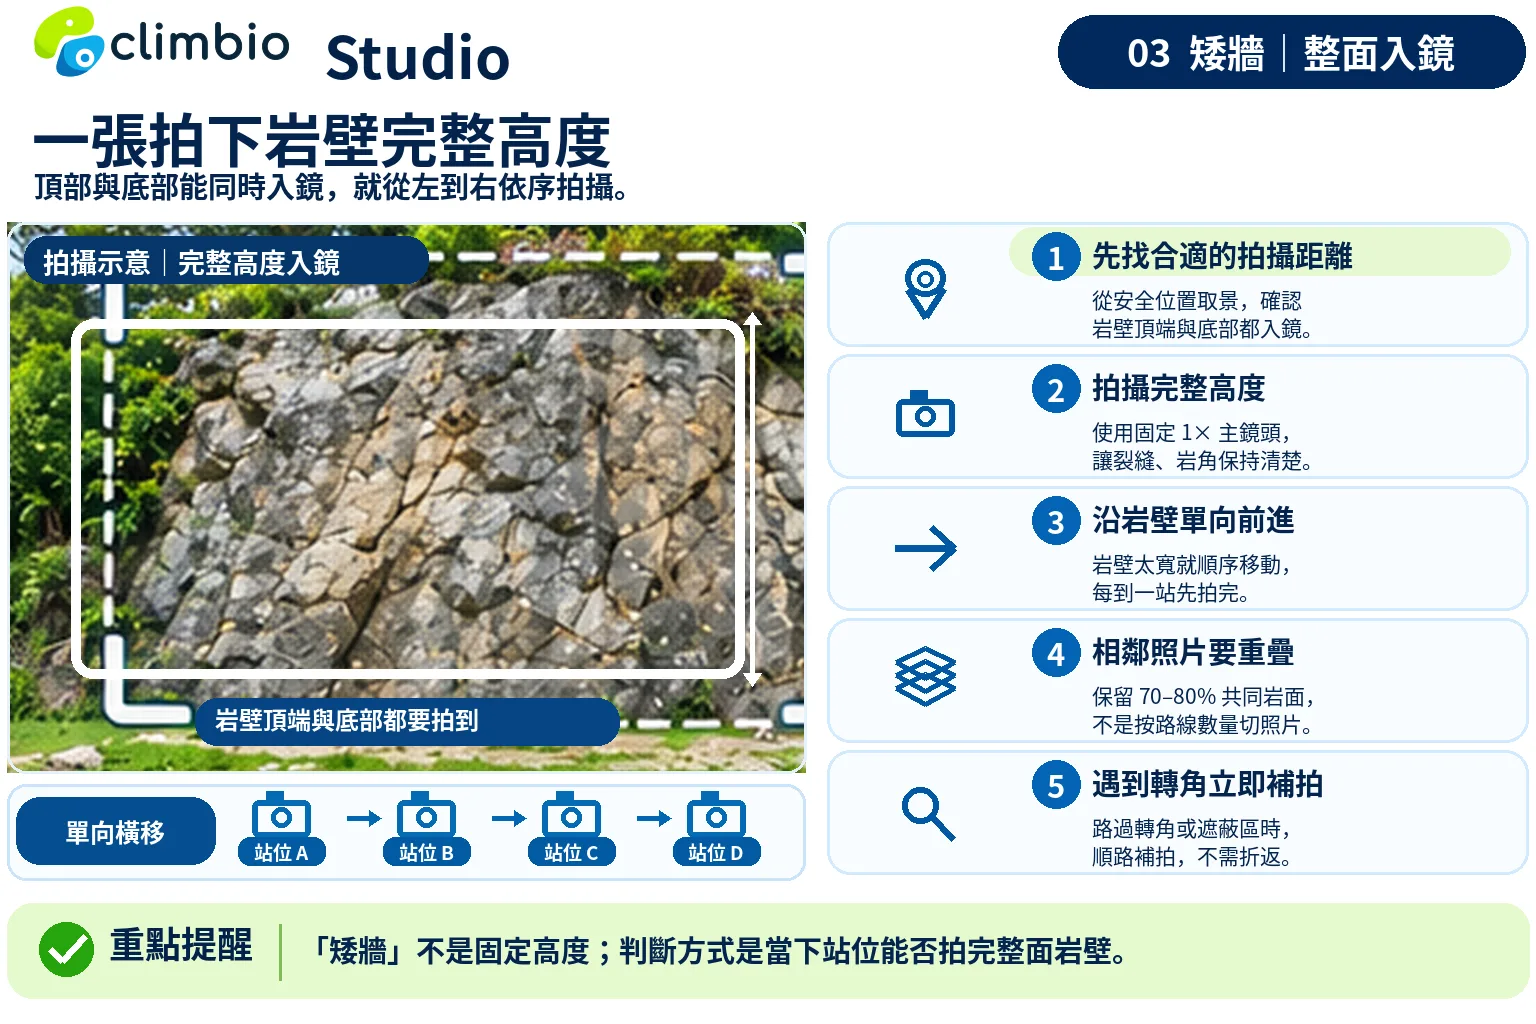 climbio Studio
03 矮牆｜整面入鏡
一張拍下岩壁完整高度
頂部與底部能同時入鏡，就從左到右依序拍攝。
拍攝示意｜完整高度入鏡
岩壁頂端與底部都要拍到
單向橫移
站位 A
站位 B
站位 C
站位 D
1 先找合適的拍攝距離
從安全位置取景，確認
岩壁頂端與底部都入鏡。
2 拍攝完整高度
使用固定 1× 主鏡頭，
讓裂縫、岩角保持清楚。
3 沿岩壁單向前進
岩壁太寬就順序移動，
每到一站先拍完。
4 相鄰照片要重疊
保留 70–80% 共同岩面，
不是按路線數量切照片。
5 遇到轉角立即補拍
路過轉角或遮蔽區時，
順路補拍，不需折返。
重點提醒
「矮牆」不是固定高度；判斷方式是當下站位能否拍完整面岩壁。